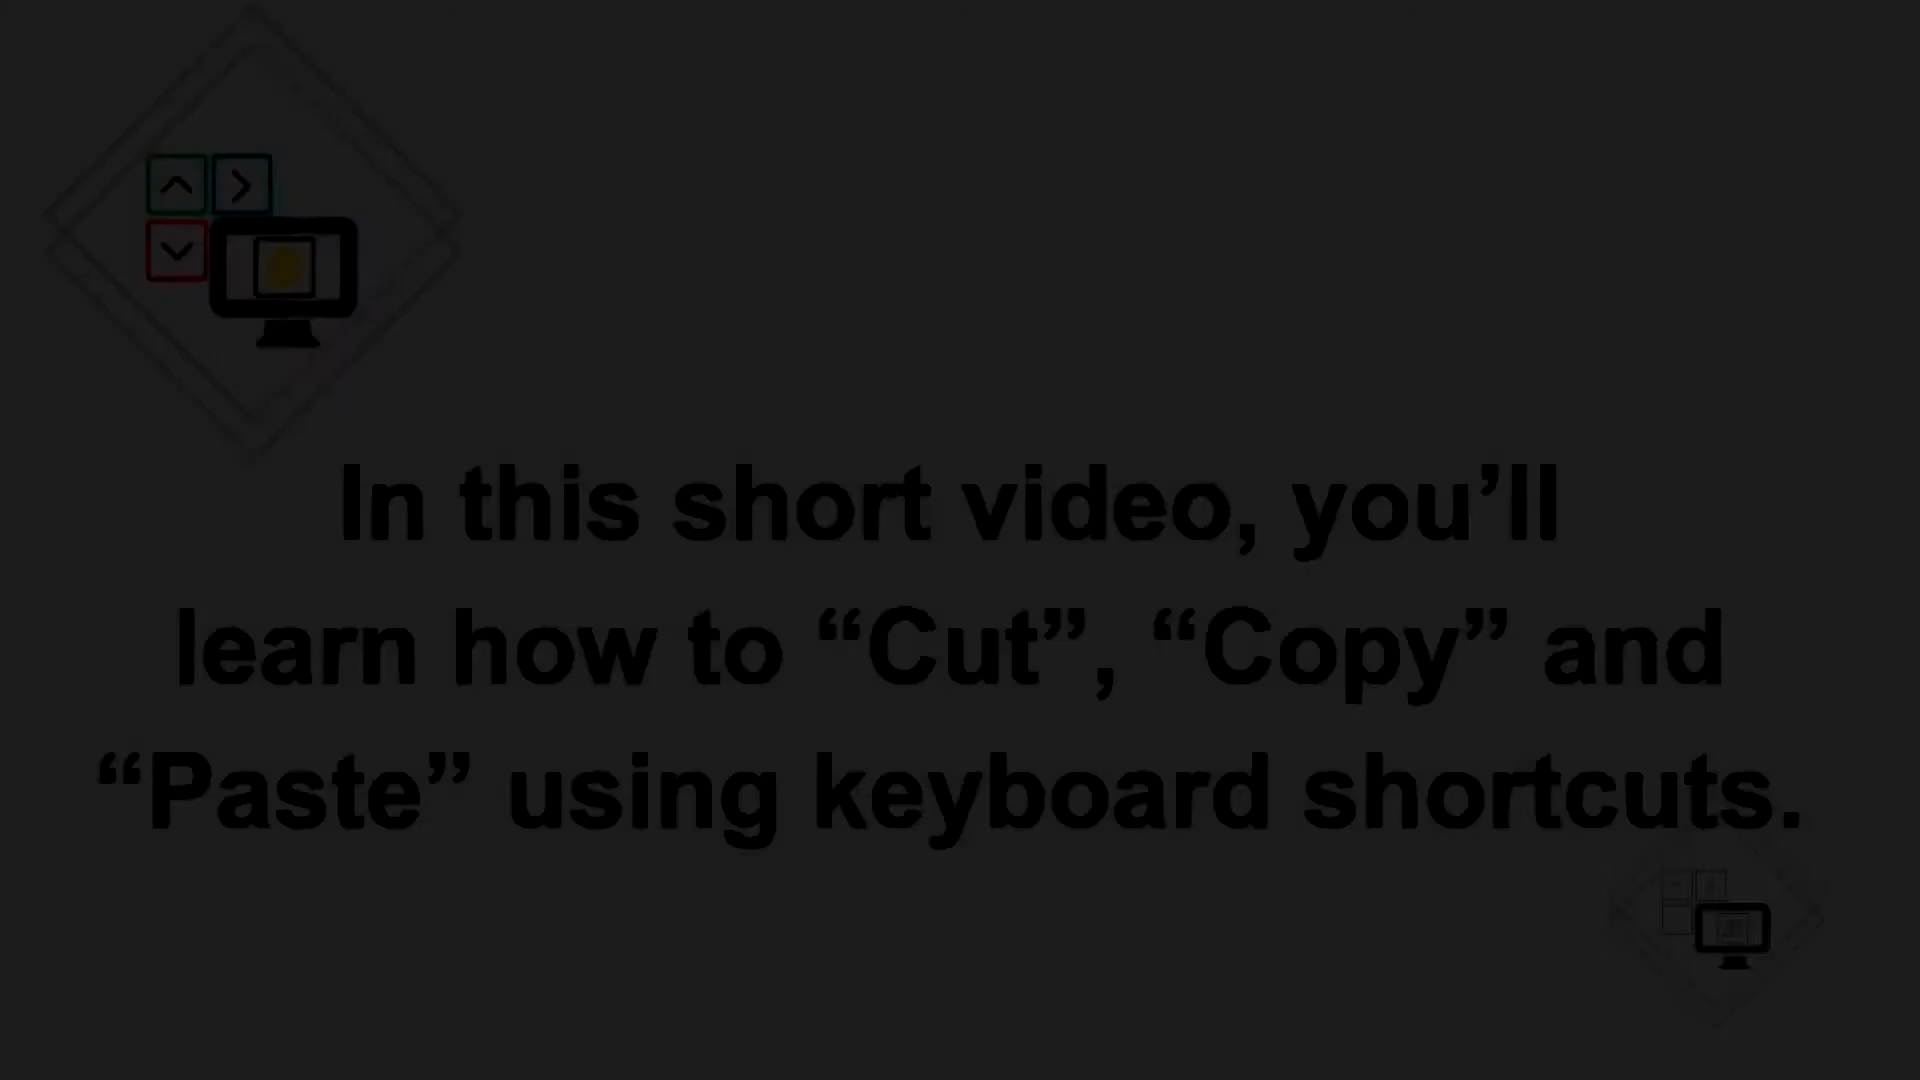 In this short video, you’ll
learn how to “Cut”, “Copy” and
“Paste” using keyboard shortcuts.